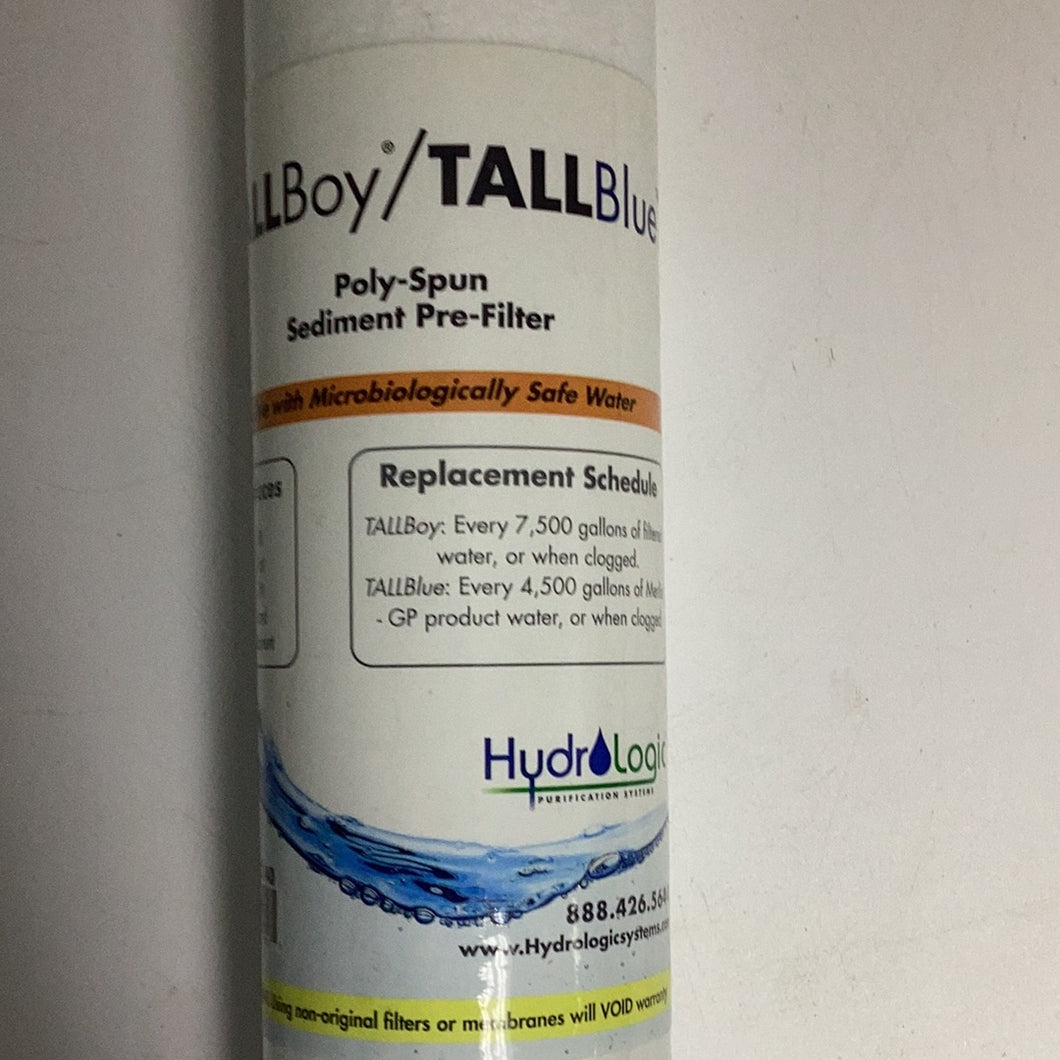 LLBoy®/TALLBlue
Poly-Spun
Sediment Pre-Filter
with Microbiologically Safe Water
Replacement Schedule
TALLBoy: Every 7,500 gallons of
water, or when clogged.
TALLBlue: Every 4,500 gallons of
- GP product water, or when clogged
HydroLogic
PURIFICATION SYSTEMS
888.426.564
www.Hydrologicsystems.
Using non-original filters or membranes will VOID warranty